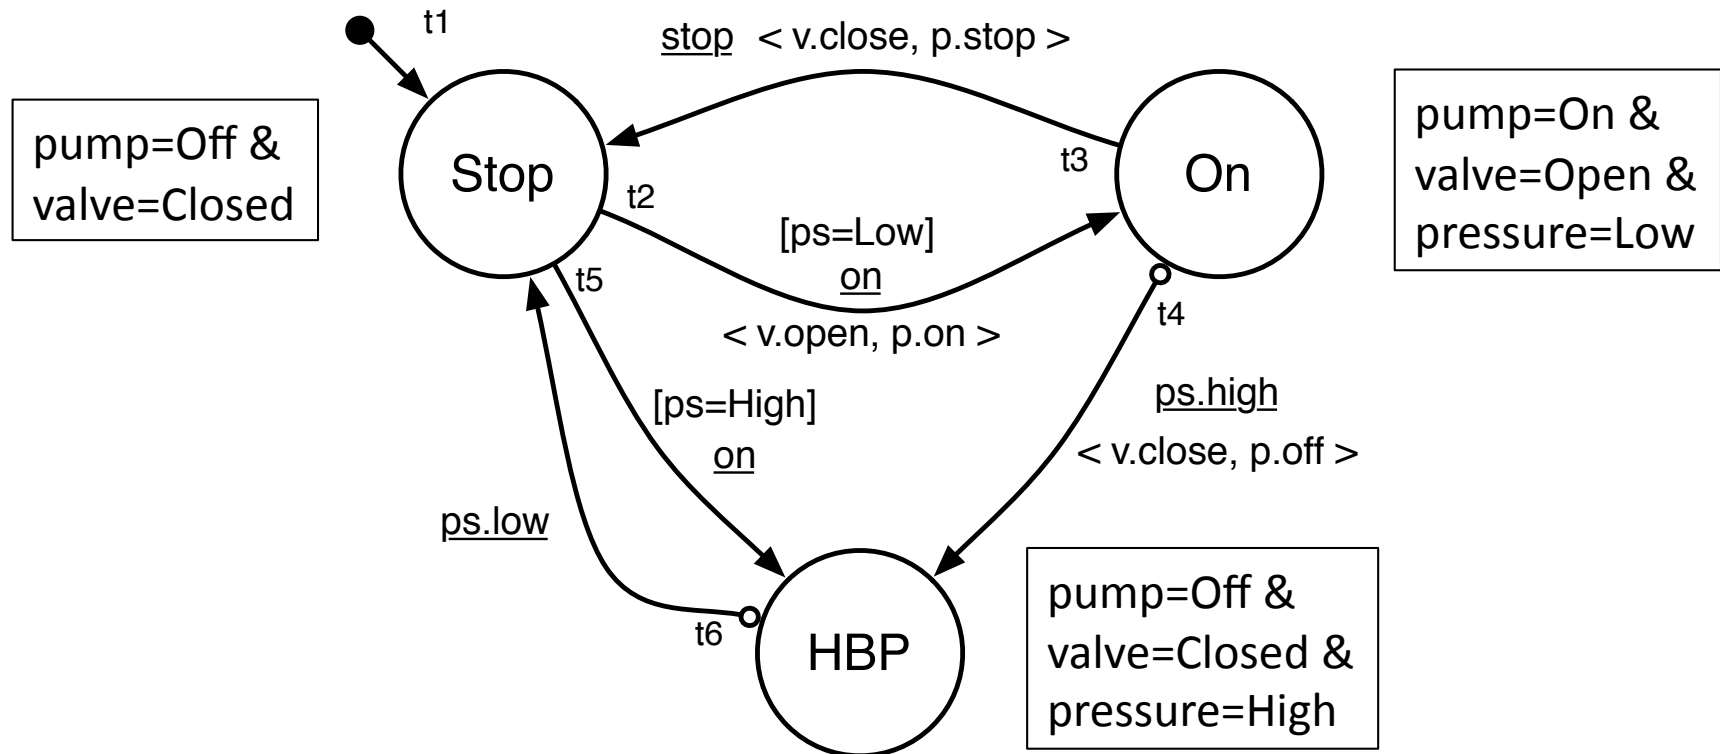 t1
stop < v.close, p.stop >
pump=Off &
valve=Closed
Stop
t2
t3
On
pump=On &
valve=Open &
pressure=Low
[ps=Low]
on
< v.open, p.on >
t5
t4
[ps=High]
on
ps.high
< v.close, p.off >
ps.low
t6
HBP
pump=Off &
valve=Closed &
pressure=High